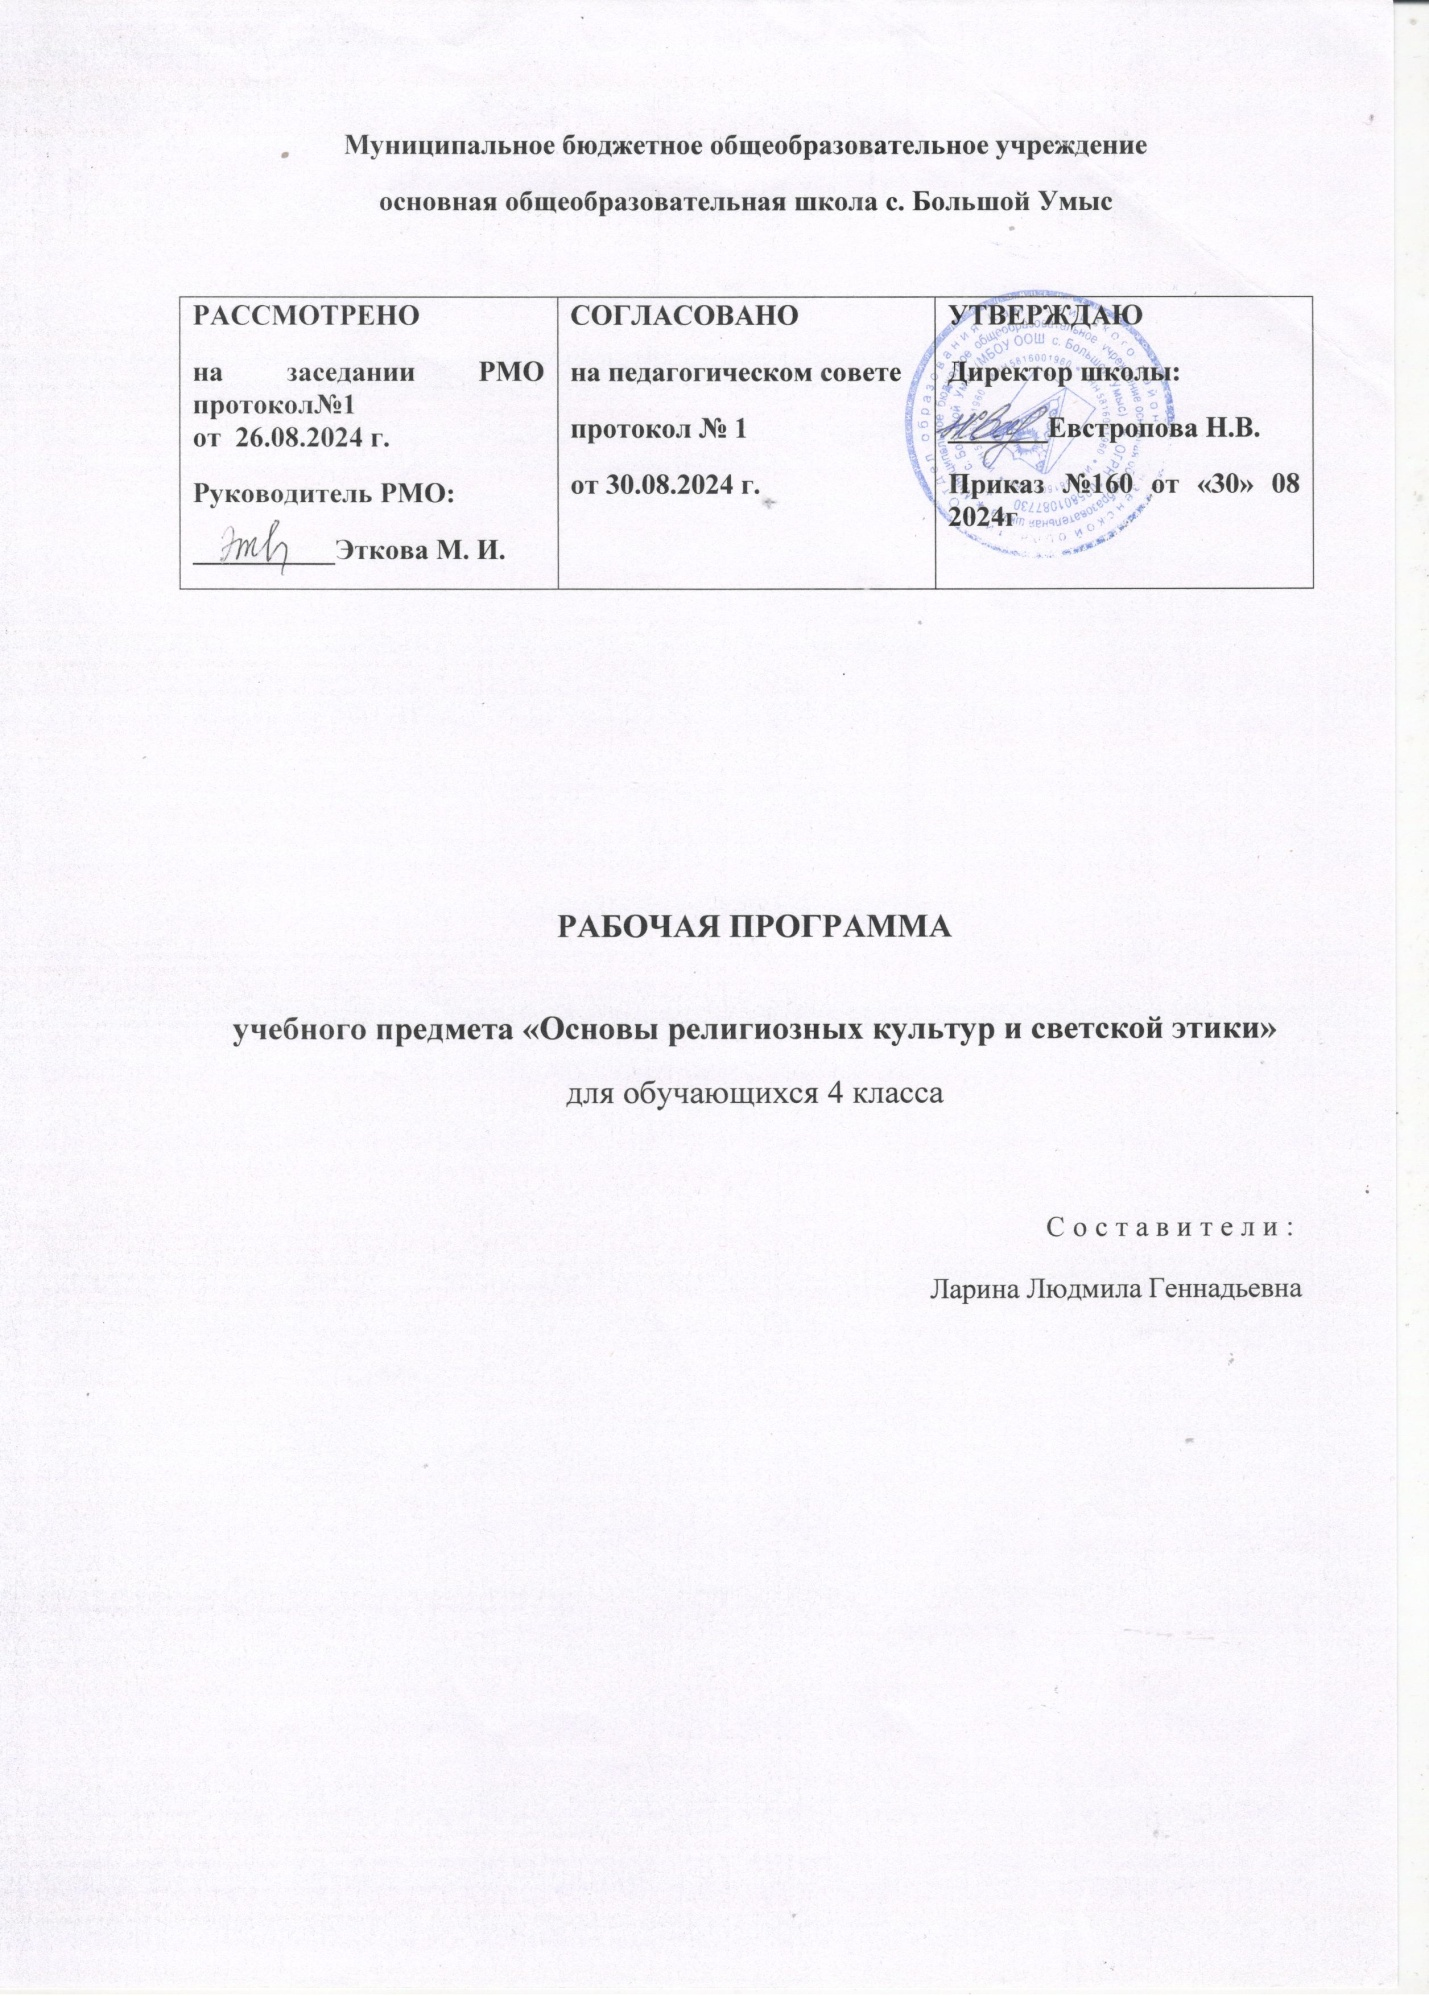 Муниципальное бюджетное общеобразовательное учреждение
основная общеобразовательная школа с. Большой Умыс
РАССМОТРЕНО
на заседании РМО
протокол№1
от 26.08.2024 г.
Руководитель РМО:
Эткова М. И.
СОГЛАСОВАНО
на педагогическом совете
протокол № 1
от 30.08.2024 г.
УТВЕРЖДАЮ
Директор школы:
Евстропова Н.В.
Приказ №160 от «30» 08
2024г
РАБОЧАЯ ПРОГРАММА
учебного предмета «Основы религиозных культур и светской этики»
для обучающихся 4 класса
Составители:
Ларина Людмила Геннадьевна